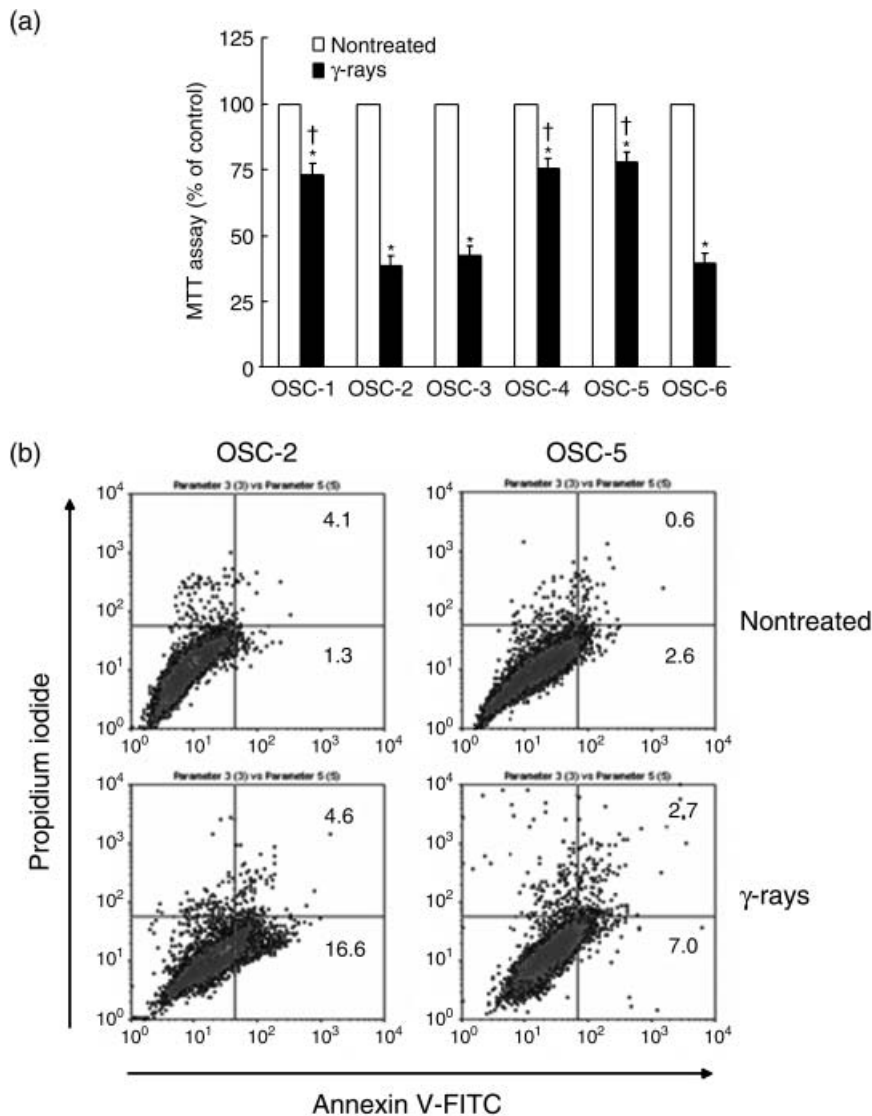 (a)
125
100
75
50
25
0
MTT assay (% of control)
Nontreated
γ-rays
† * * * † * † * *
OSC-1 OSC-2 OSC-3 OSC-4 OSC-5 OSC-6
(b)
OSC-2 OSC-5
Propidium iodide
Parameter 3 (3) vs Parameter 5 (5)
10⁴
10³
10²
10¹
10⁰
4.1
1.3
10⁰ 10¹ 10² 10³ 10⁴
Parameter 3 (3) vs Parameter 5 (5)
10⁴
10³
10²
10¹
10⁰
0.6
2.6
10⁰ 10¹ 10² 10³ 10⁴
Nontreated
Parameter 3 (3) vs Parameter 5 (5)
10⁴
10³
10²
10¹
10⁰
4.6
16.6
10⁰ 10¹ 10² 10³ 10⁴
Parameter 3 (3) vs Parameter 5 (5)
10⁴
10³
10²
10¹
10⁰
2.7
7.0
10⁰ 10¹ 10² 10³ 10⁴
γ-rays
Annexin V-FITC